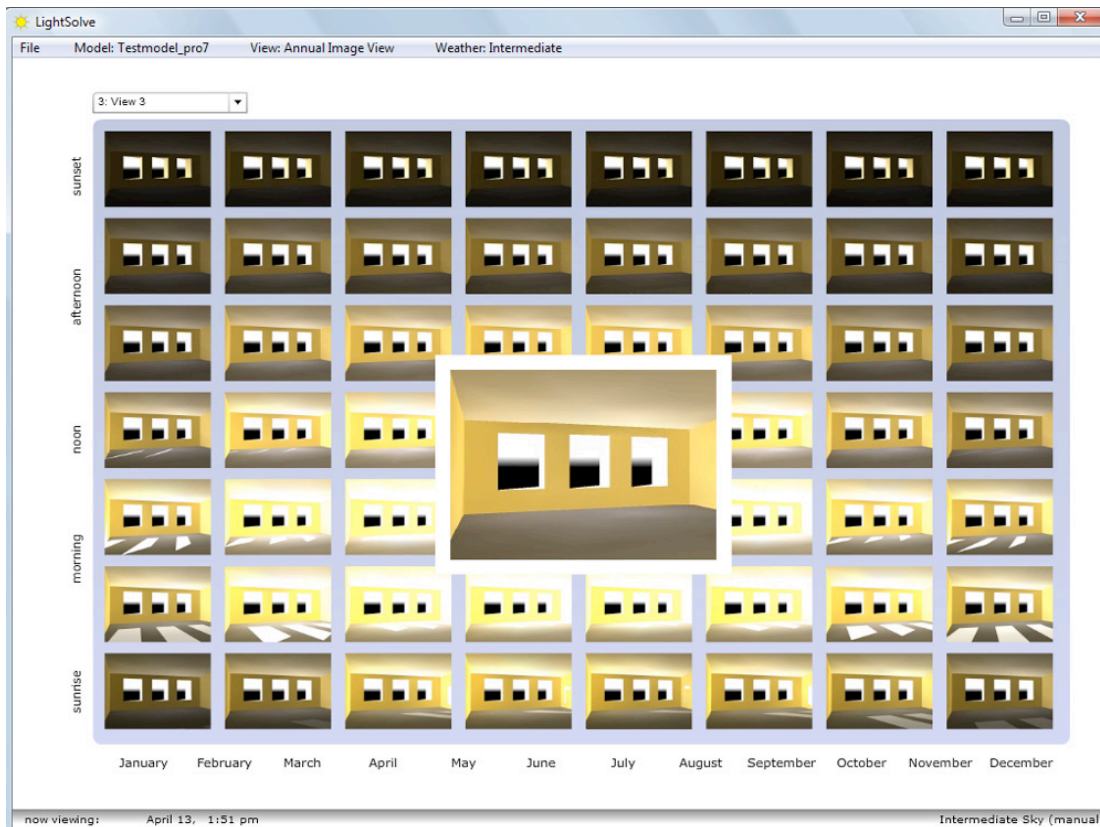 LightSolve
File Model: Testmodel_pro7 View: Annual Image View Weather: Intermediate
3: View 3
sunset
afternoon
noon
morning
sunrise
January February March April May June July August September October November December
now viewing: April 13, 1:51 pm Intermediate Sky (manual